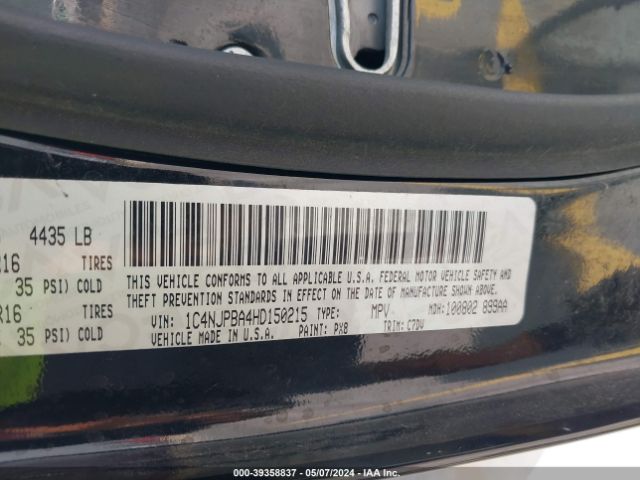 4435 LB
R16 TIRES
35 PSI) COLD
R16 TIRES
35 PSI) COLD
THIS VEHICLE CONFORMS TO ALL APPLICABLE U.S.A. FEDERAL MOTOR VEHICLE SAFETY AND
THEFT PREVENTION STANDARDS IN EFFECT ON THE DATE OF MANUFACTURE SHOWN ABOVE.
VIN: 1C4NJPBA4HD150215 TYPE: MPV MDH:100802 899AA
VEHICLE MADE IN U.S.A. PAINT: PX8 TRIM: C7DV
000-39358837 - 05/07/2024 - IAA Inc.